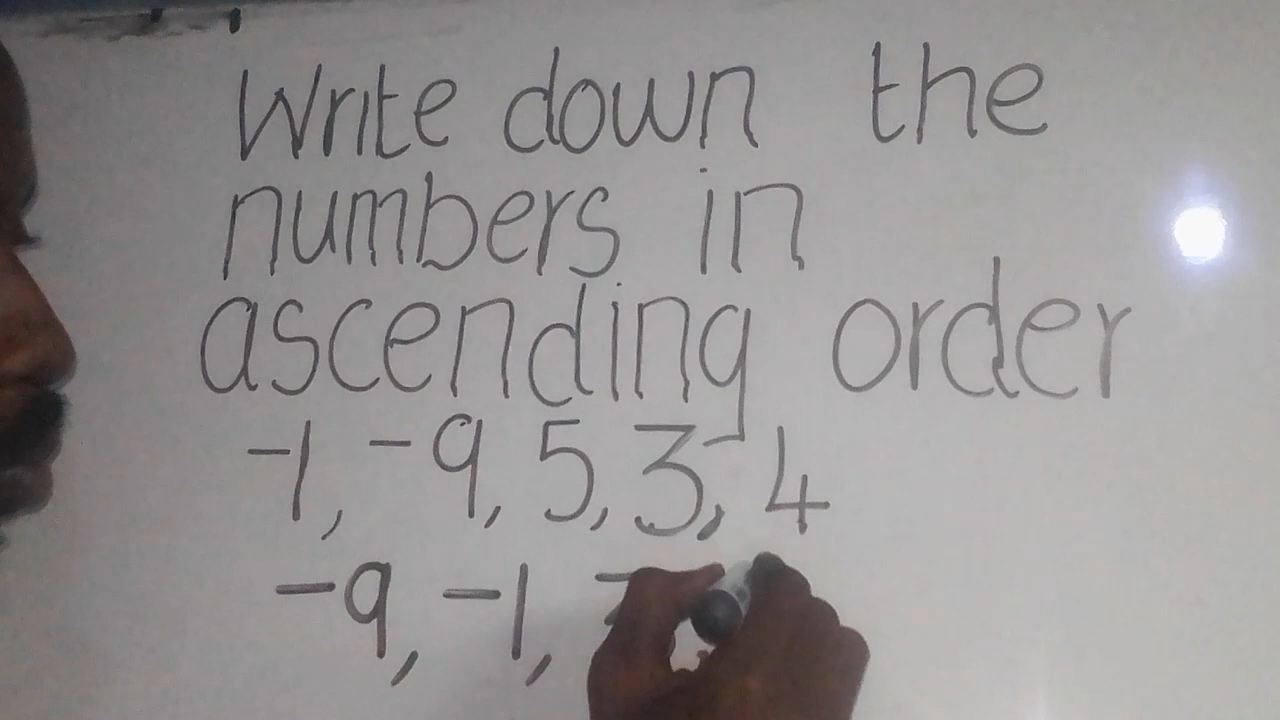 Write down the
numbers in
ascending order
-1, -9, 5, 3, 4
-9, -1,